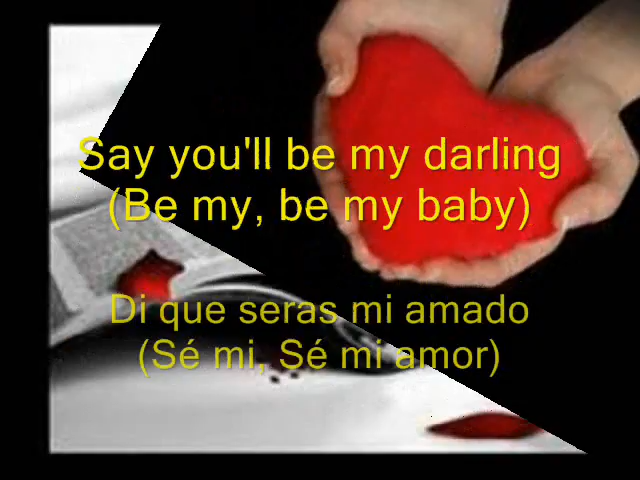 Say you'll be my darling
(Be my, be my baby)
Di que seras mi amado
(Sé mi, Sé mi amor)